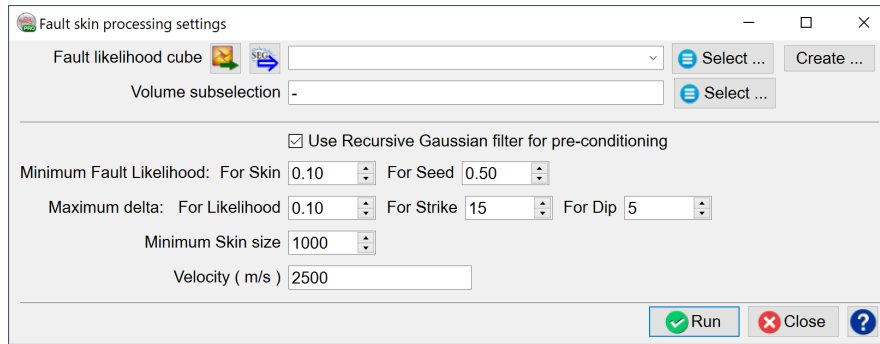 Fault skin processing settings
Fault likelihood cube SEG Select ... Create ...
Volume subselection - Select ...
Use Recursive Gaussian filter for pre-conditioning
Minimum Fault Likelihood: For Skin 0.10 For Seed 0.50
Maximum delta: For Likelihood 0.10 For Strike 15 For Dip 5
Minimum Skin size 1000
Velocity ( m/s ) 2500
Run Close ?